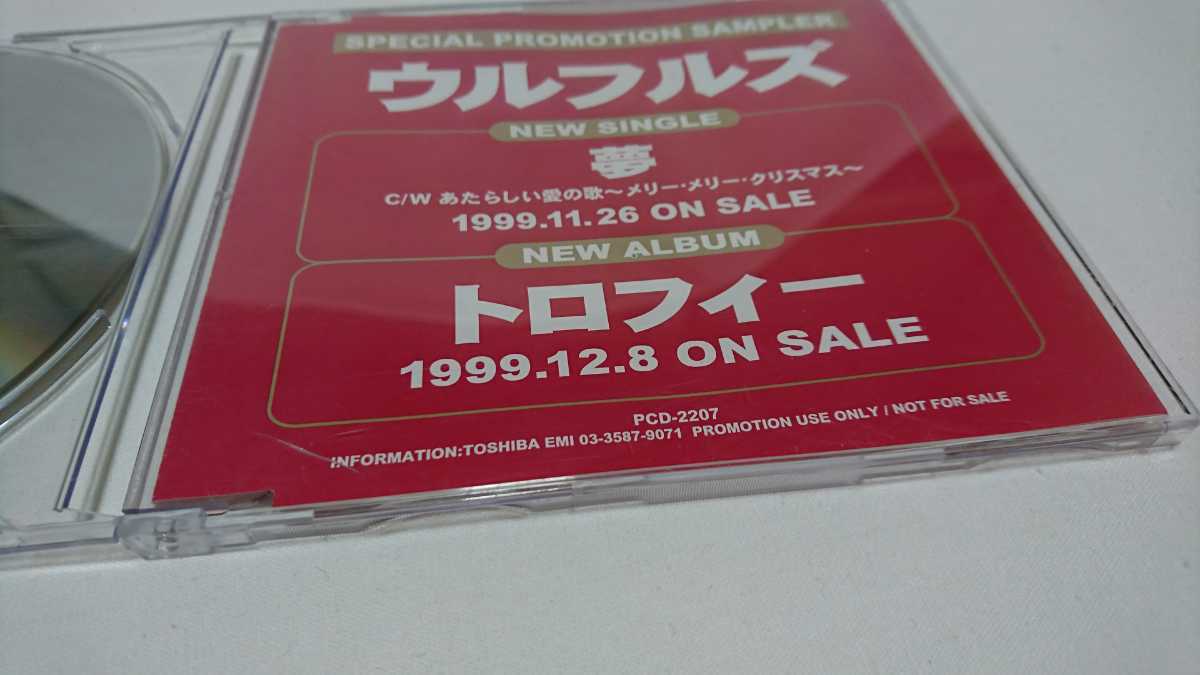 SPECIAL PROMOTION SAMPLER
ウルフルズ
NEW SINGLE
夢
C/W あたらしい愛の歌～メリー・メリー・クリスマス～
1999.11.26 ON SALE
NEW ALBUM
トロフィー
1999.12.8 ON SALE
PCD-2207
INFORMATION:TOSHIBA EMI 03-3587-9071 PROMOTION USE ONLY / NOT FOR SALE